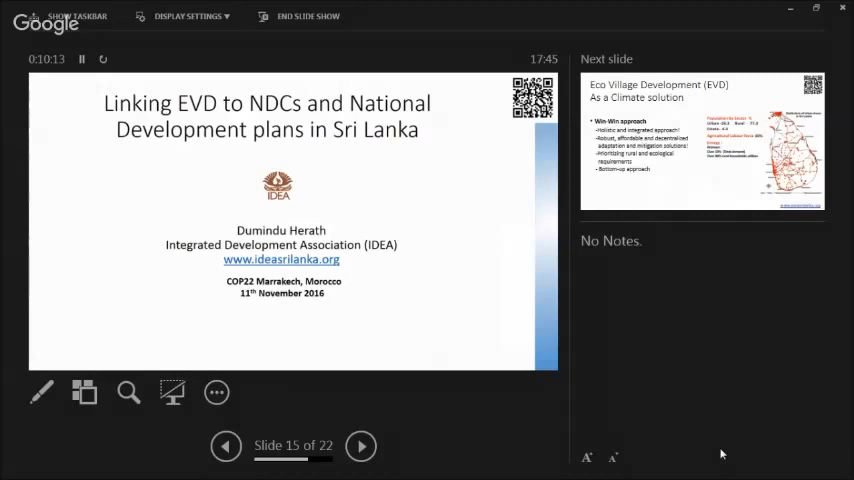 SHOW TASKBAR
DISPLAY SETTINGS ▼
END SLIDE SHOW
Google
0:10:13
17:45
Next slide
Linking EVD to NDCs and National
Development plans in Sri Lanka
IDEA
Dumindu Herath
Integrated Development Association (IDEA)
www.ideasrilanka.org
COP22 Marrakech, Morocco
11th November 2016
Eco Village Development (EVD)
As a Climate solution
• Win-Win approach
-Holistic and integrated approach!
-Robust, affordable and decentralized
adaptation and mitigation solutions!
-Prioritizing rural and ecological
requirements
- Bottom-up approach
No Notes.
Slide 15 of 22
A A